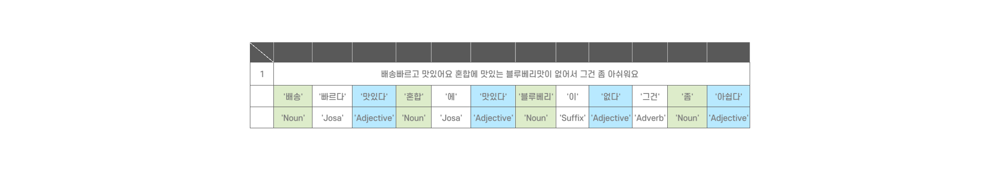 1 배송빠르고 맛있어요 혼합에 맛있는 블루베리맛이 없어서 그건 좀 아쉬워요
'배송' '빠르다' '맛있다' '혼합' '에' '맛있다' '블루베리' '이' '없다' '그건' '좀' '아쉽다'
'Noun' 'Josa' 'Adjective' 'Noun' 'Josa' 'Adjective' 'Noun' 'Suffix' 'Adjective' 'Adverb' 'Noun' 'Adjective'